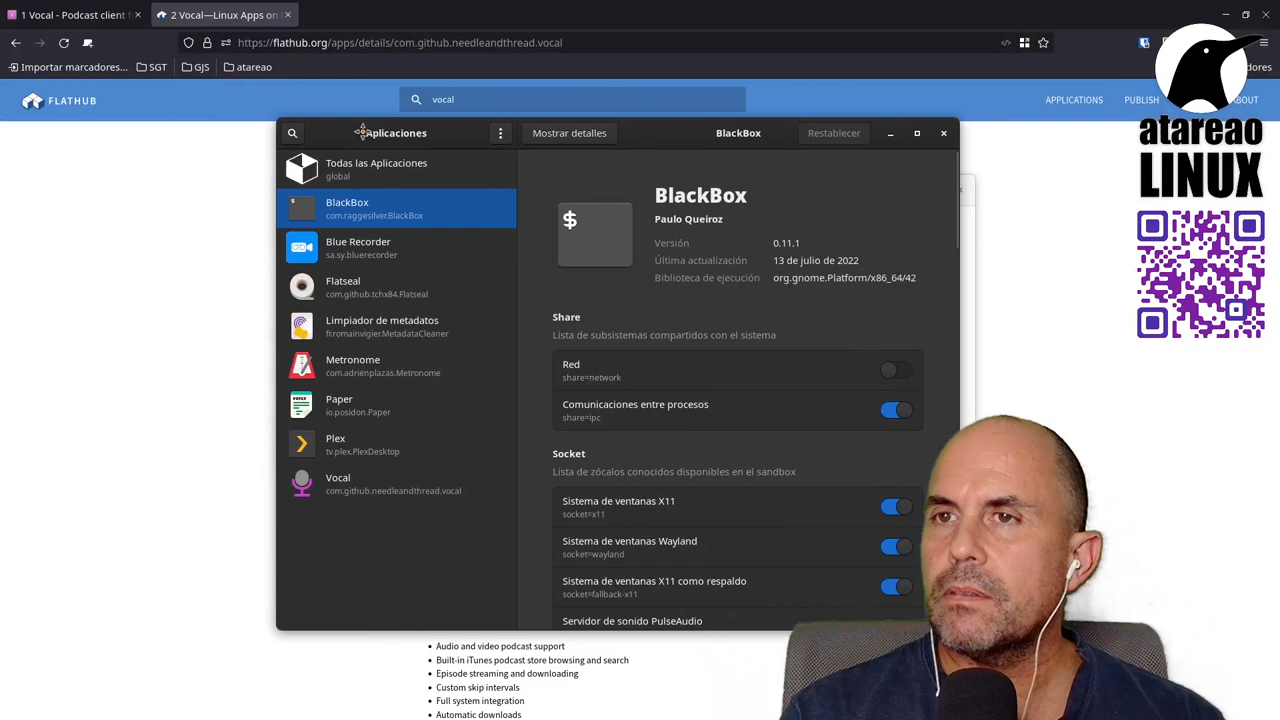 1 Vocal - Podcast client f
2 Vocal—Linux Apps on
https://flathub.org/apps/details/com.github.needleandthread.vocal
Importar marcadores...
SGT
GJS
atareao
dores
FLATHUB
vocal
APPLICATIONS
PUBLISH
ABOUT
atareao
LINUX
Aplicaciones
Mostrar detalles
BlackBox
Restablecer
Todas las Aplicaciones
global
BlackBox
com.raggesilver.BlackBox
Blue Recorder
sa.sy.bluerecorder
Flatseal
com.github.tchx84.Flatseal
Limpiador de metadatos
fr.romainvigier.MetadataCleaner
Metronome
com.adrienplazas.Metronome
PAPER
Paper
io.posidon.Paper
Plex
tv.plex.PlexDesktop
Vocal
com.github.needleandthread.vocal
$
BlackBox
Paulo Queiroz
Versión 0.11.1
Última actualización 13 de julio de 2022
Biblioteca de ejecución org.gnome.Platform/x86_64/42
Share
Lista de subsistemas compartidos con el sistema
Red
share=network
Comunicaciones entre procesos
share=ipc
Socket
Lista de zócalos conocidos disponibles en el sandbox
Sistema de ventanas X11
socket=x11
Sistema de ventanas Wayland
socket=wayland
Sistema de ventanas X11 como respaldo
socket=fallback-x11
Servidor de sonido PulseAudio
• Audio and video podcast support
• Built-in iTunes podcast store browsing and search
• Episode streaming and downloading
• Custom skip intervals
• Full system integration
• Automatic downloads